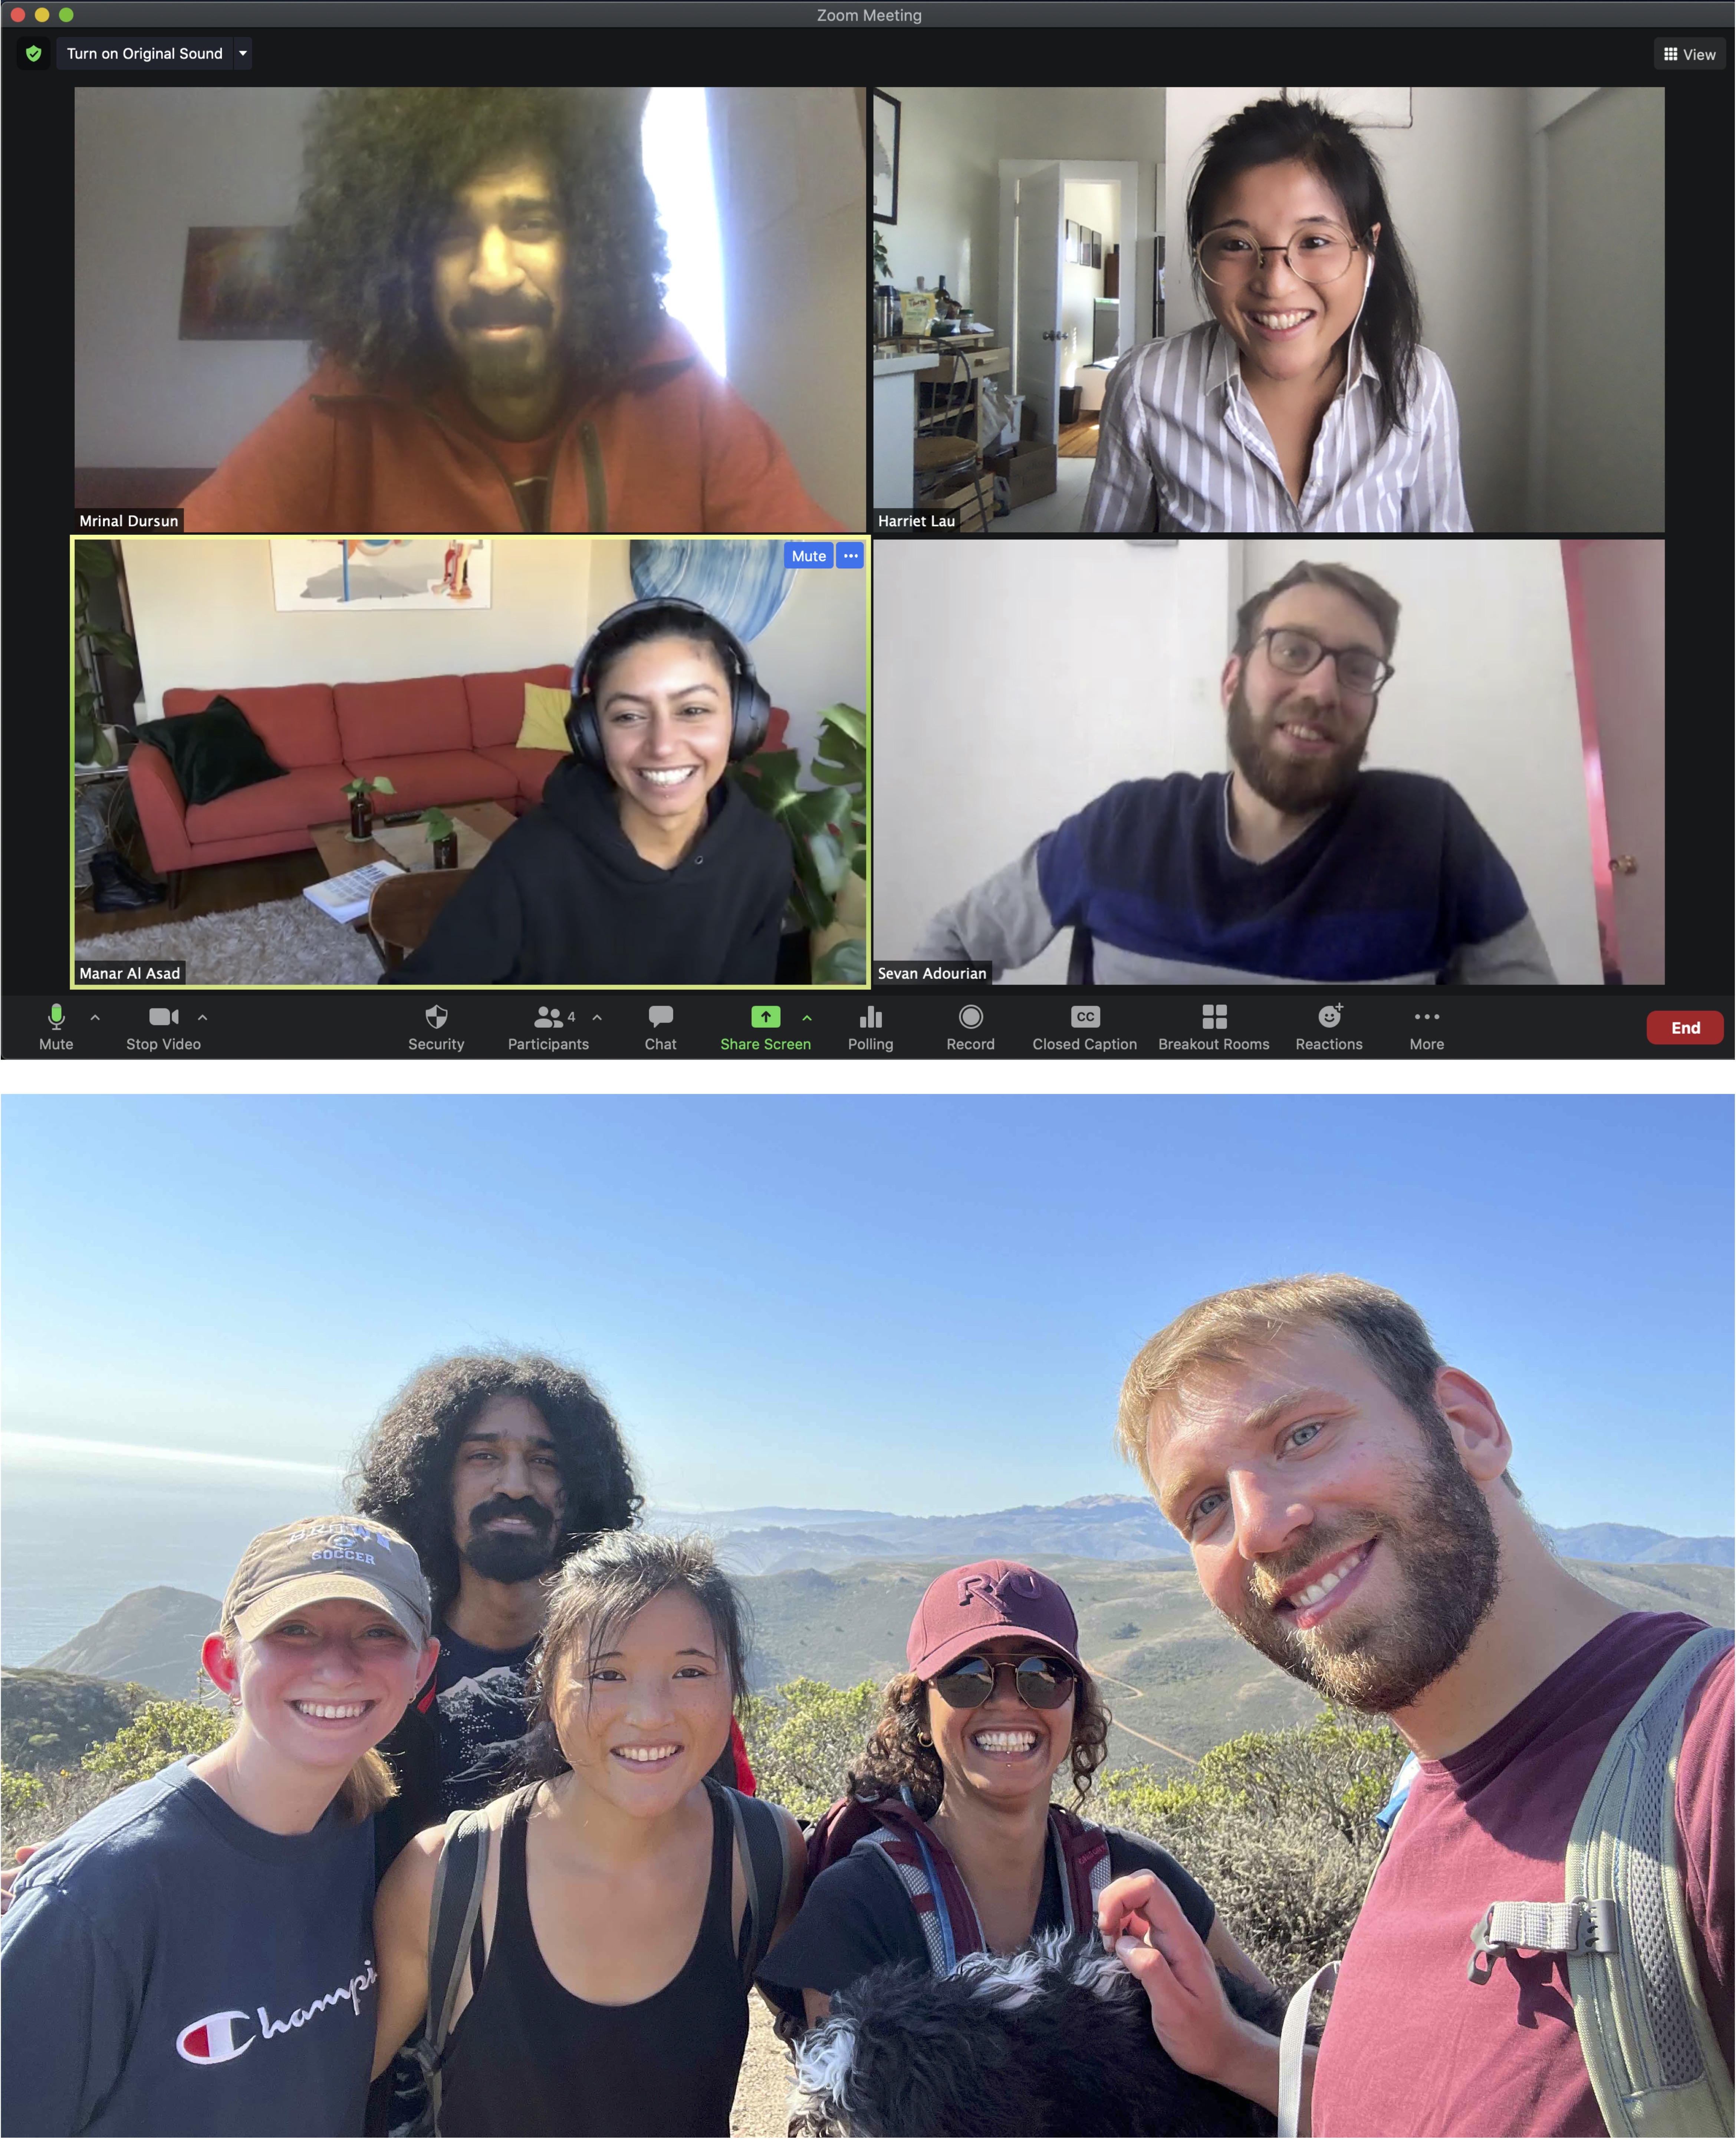 Zoom Meeting
Turn on Original Sound
View
Mrinal Dursun
Harriet Lau
Mute
Manar Al Asad
Sevan Adourian
Mute
Stop Video
Security
4
Participants
Chat
Share Screen
Polling
Record
CC
Closed Caption
Breakout Rooms
Reactions
More
End
BROWN
SOCCER
Champi